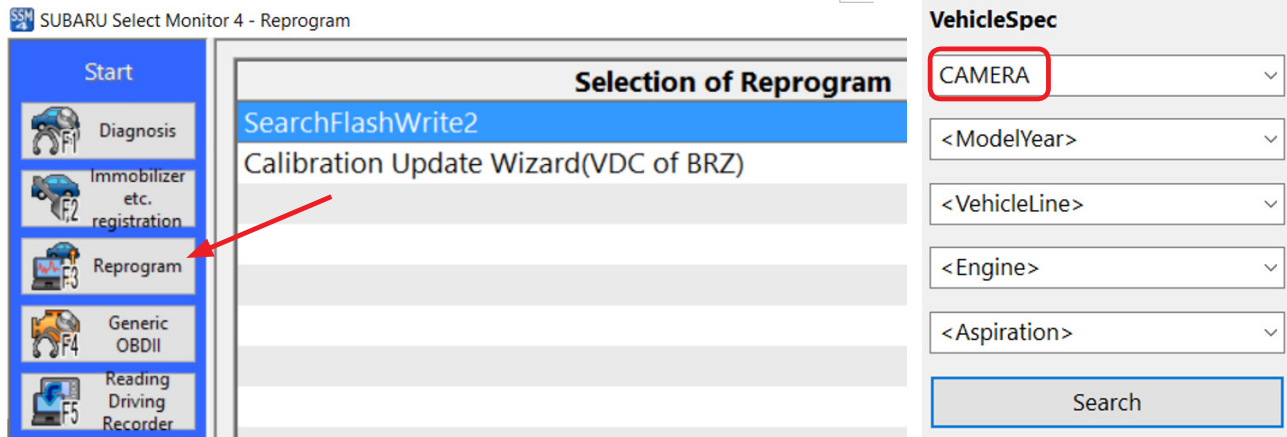 SSM 4 SUBARU Select Monitor 4 - Reprogram
Start
F1 Diagnosis
F2 Immobilizer
etc.
registration
F3 Reprogram
F4 Generic
OBDII
F5 Reading
Driving
Recorder
Selection of Reprogram
SearchFlashWrite2
Calibration Update Wizard(VDC of BRZ)
VehicleSpec
CAMERA
<ModelYear>
<VehicleLine>
<Engine>
<Aspiration>
Search